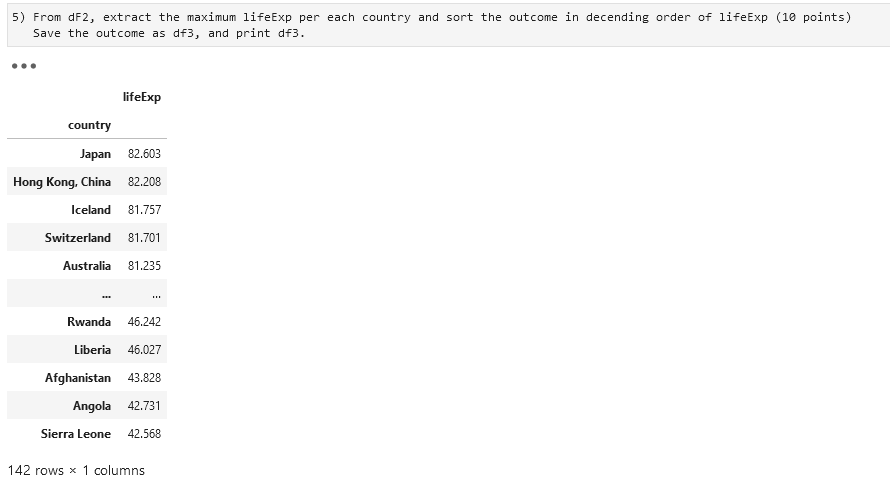 5) From dF2, extract the maximum lifeExp per each country and sort the outcome in decending order of lifeExp (10 points)
Save the outcome as df3, and print df3.
lifeExp
country
Japan 82.603
Hong Kong, China 82.208
Iceland 81.757
Switzerland 81.701
Australia 81.235
... ...
Rwanda 46.242
Liberia 46.027
Afghanistan 43.828
Angola 42.731
Sierra Leone 42.568
142 rows × 1 columns